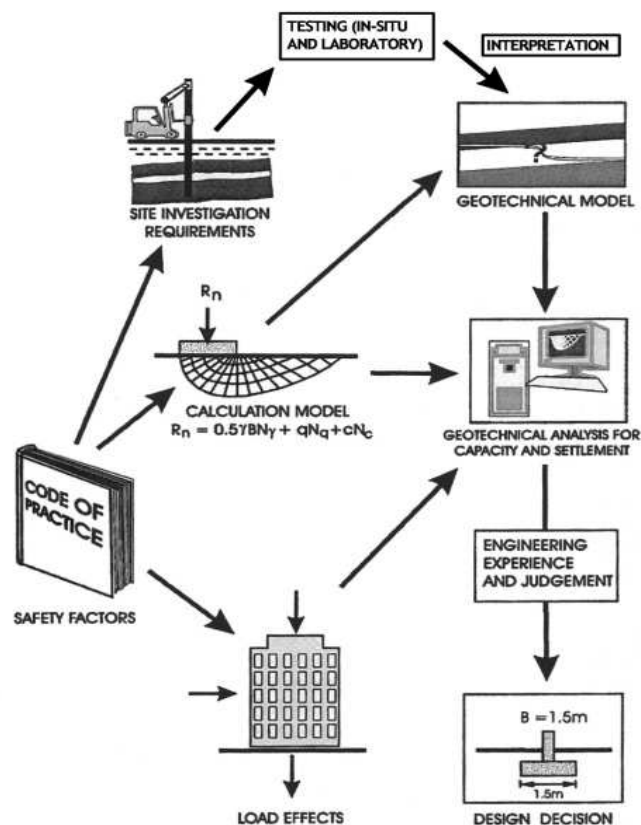 TESTING (IN-SITU
AND LABORATORY)
INTERPRETATION
SITE INVESTIGATION
REQUIREMENTS
GEOTECHNICAL MODEL
Rn
CALCULATION MODEL
Rn = 0.5γBNγ + qNq + cNc
GEOTECHNICAL ANALYSIS FOR
CAPACITY AND SETTLEMENT
CODE OF
PRACTICE
SAFETY FACTORS
ENGINEERING
EXPERIENCE
AND JUDGEMENT
B = 1.5m
1.5m
LOAD EFFECTS
DESIGN DECISION